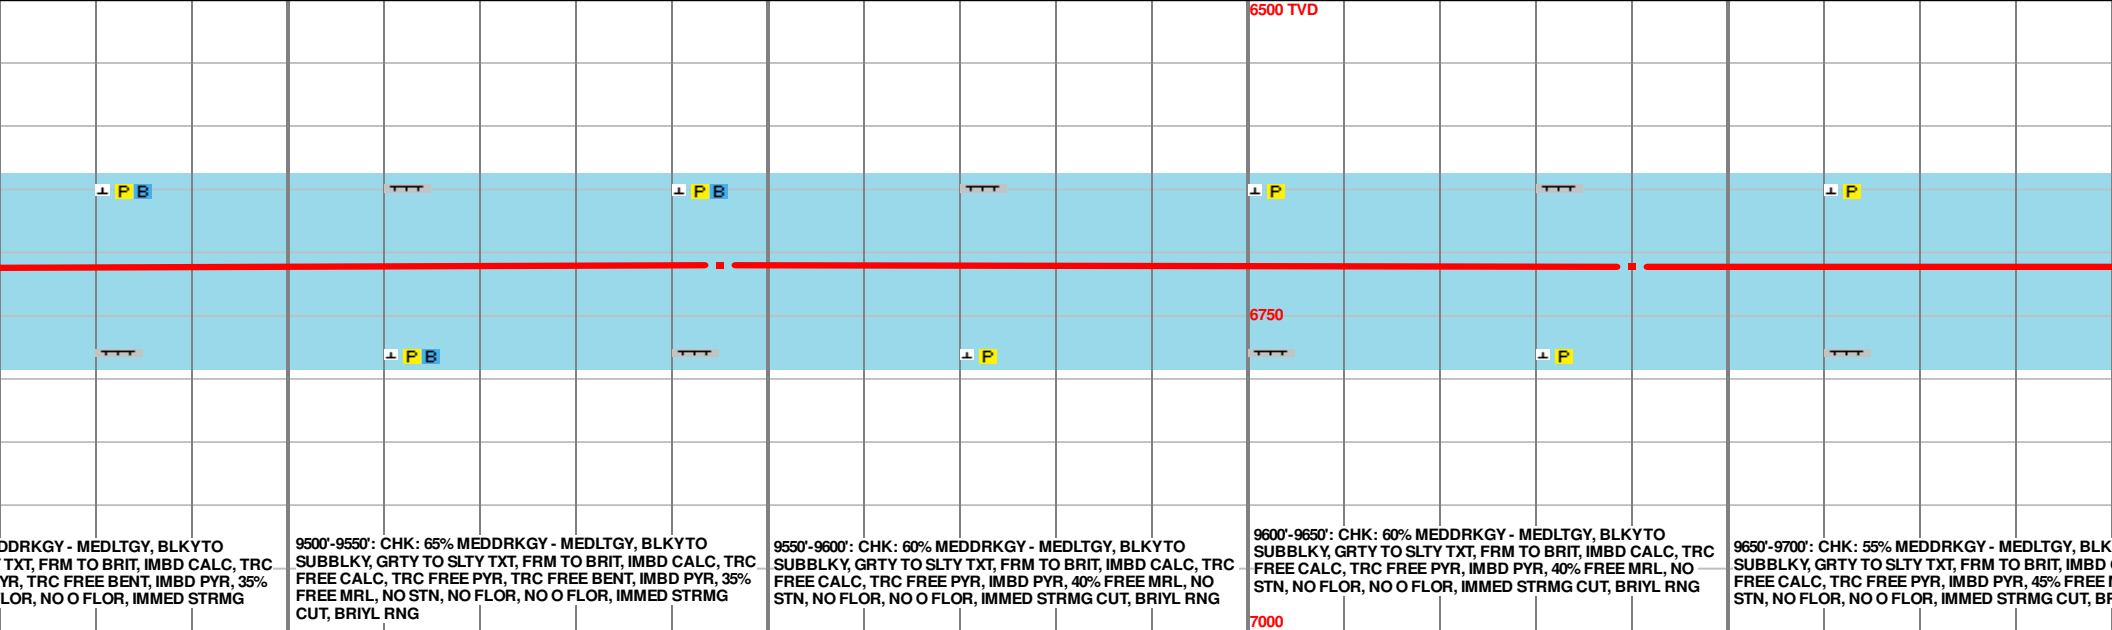 6500 TVD
P B
P B
P
P
6750
P B
P
P
DDRKGY - MEDLTGY, BLKY TO
TXT, FRM TO BRIT, IMBD CALC, TRC
YR, TRC FREE BENT, IMBD PYR, 35%
LOR, NO O FLOR, IMMED STRMG
9500'-9550': CHK: 65% MEDDRKGY - MEDLTGY, BLKY TO
SUBBLKY, GRTY TO SLTY TXT, FRM TO BRIT, IMBD CALC, TRC
FREE CALC, TRC FREE PYR, TRC FREE BENT, IMBD PYR, 35%
FREE MRL, NO STN, NO FLOR, NO O FLOR, IMMED STRMG
CUT, BRIYL RNG
9550'-9600': CHK: 60% MEDDRKGY - MEDLTGY, BLKY TO
SUBBLKY, GRTY TO SLTY TXT, FRM TO BRIT, IMBD CALC, TRC
FREE CALC, TRC FREE PYR, IMBD PYR, 40% FREE MRL, NO
STN, NO FLOR, NO O FLOR, IMMED STRMG CUT, BRIYL RNG
9600'-9650': CHK: 60% MEDDRKGY - MEDLTGY, BLKY TO
SUBBLKY, GRTY TO SLTY TXT, FRM TO BRIT, IMBD CALC, TRC
FREE CALC, TRC FREE PYR, IMBD PYR, 40% FREE MRL, NO
STN, NO FLOR, NO O FLOR, IMMED STRMG CUT, BRIYL RNG
9650'-9700': CHK: 55% MEDDRKGY - MEDLTGY, BLK
SUBBLKY, GRTY TO SLTY TXT, FRM TO BRIT, IMBD
FREE CALC, TRC FREE PYR, IMBD PYR, 45% FREE
STN, NO FLOR, NO O FLOR, IMMED STRMG CUT, BR
7000